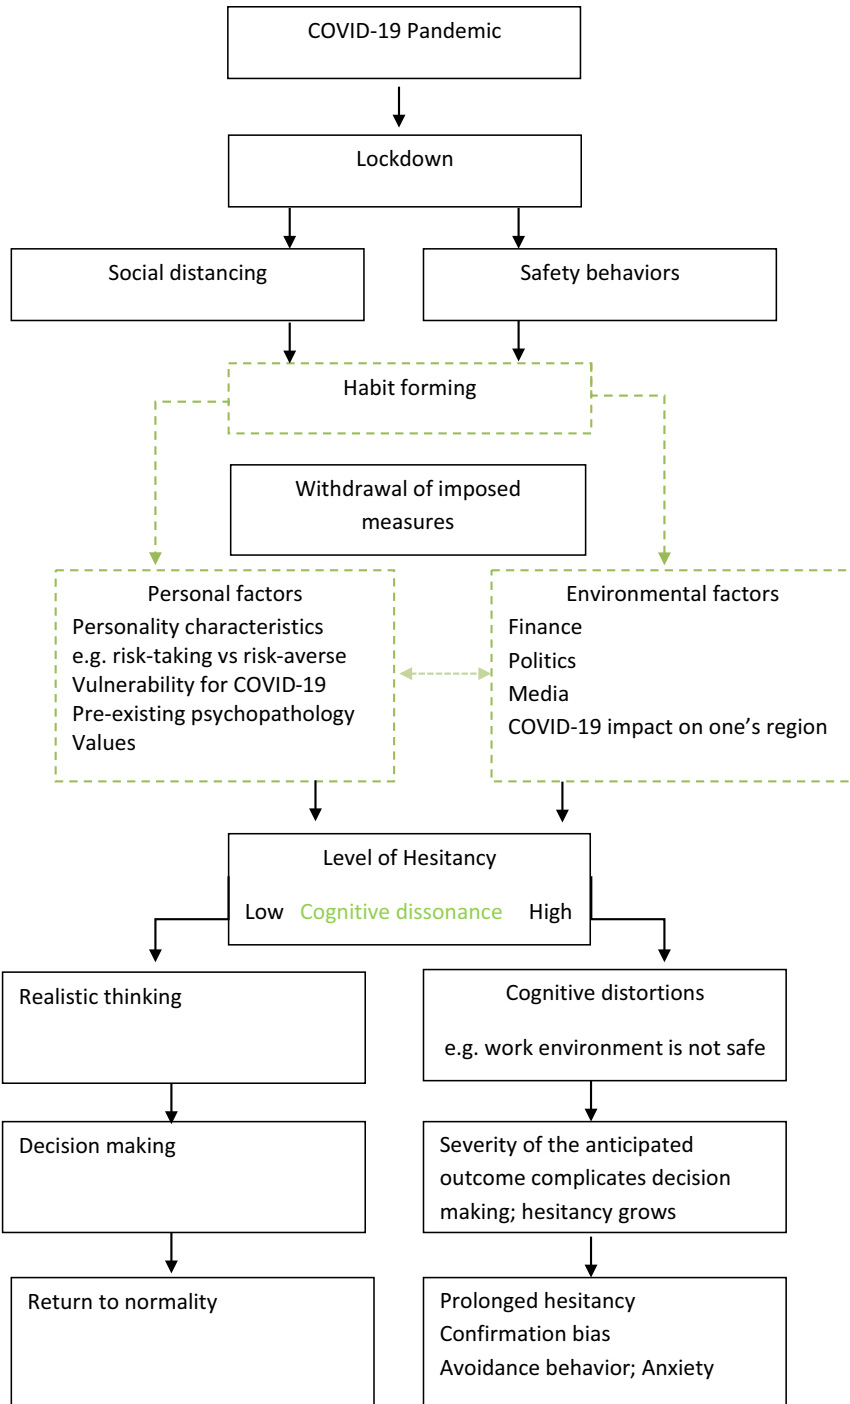 COVID-19 Pandemic
Lockdown
Social distancing
Safety behaviors
Habit forming
Withdrawal of imposed
measures
Personal factors
Personality characteristics
e.g. risk-taking vs risk-averse
Vulnerability for COVID-19
Pre-existing psychopathology
Values
Environmental factors
Finance
Politics
Media
COVID-19 impact on one’s region
Level of Hesitancy
Low Cognitive dissonance High
Realistic thinking
Cognitive distortions
e.g. work environment is not safe
Decision making
Severity of the anticipated
outcome complicates decision
making; hesitancy grows
Return to normality
Prolonged hesitancy
Confirmation bias
Avoidance behavior; Anxiety